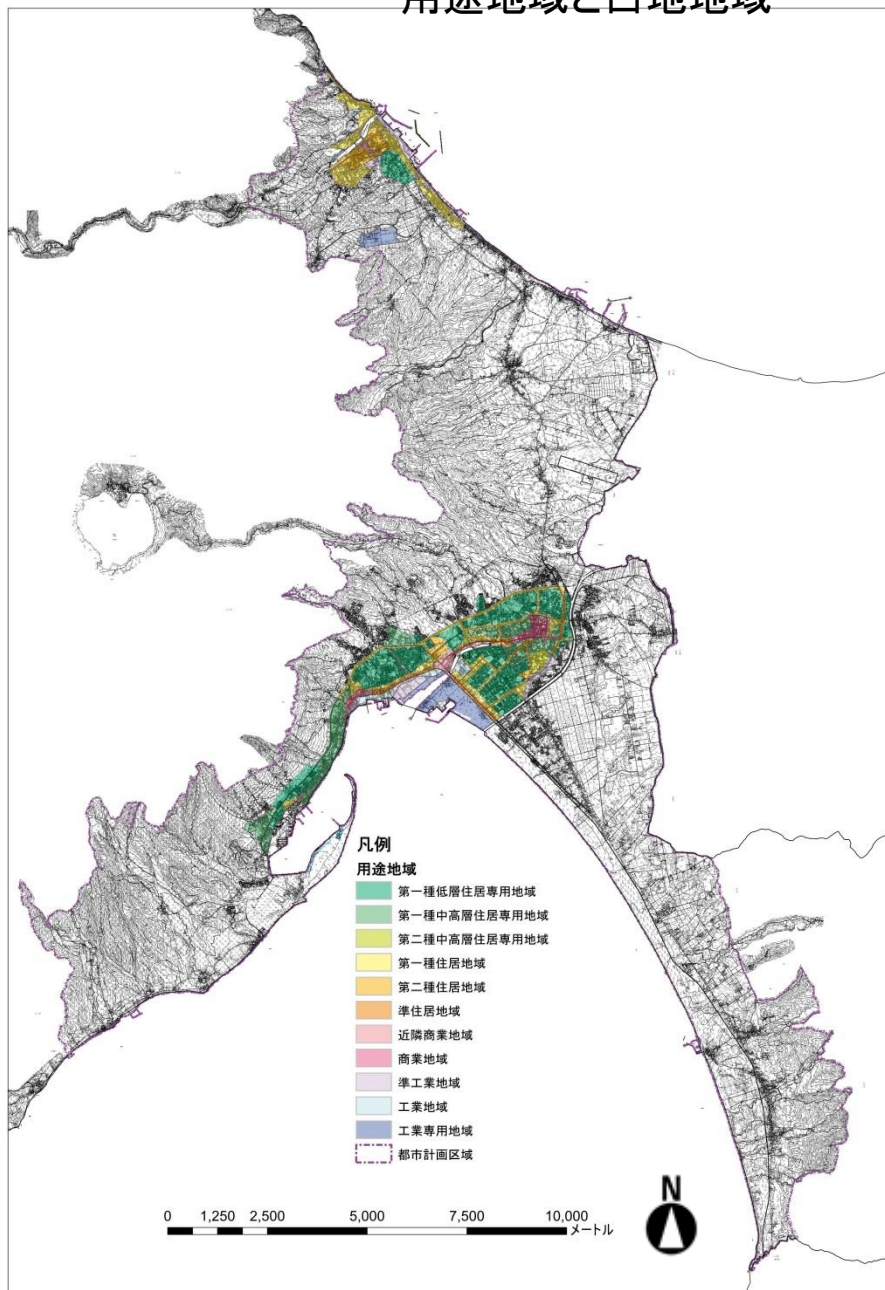 用途地域と白地地域
凡例
用途地域
第一種低層住居専用地域
第一種中高層住居専用地域
第二種中高層住居専用地域
第一種住居地域
第二種住居地域
準住居地域
近隣商業地域
商業地域
準工業地域
工業地域
工業専用地域
都市計画区域
0 1,250 2,500 5,000 7,500 10,000
メートル
N